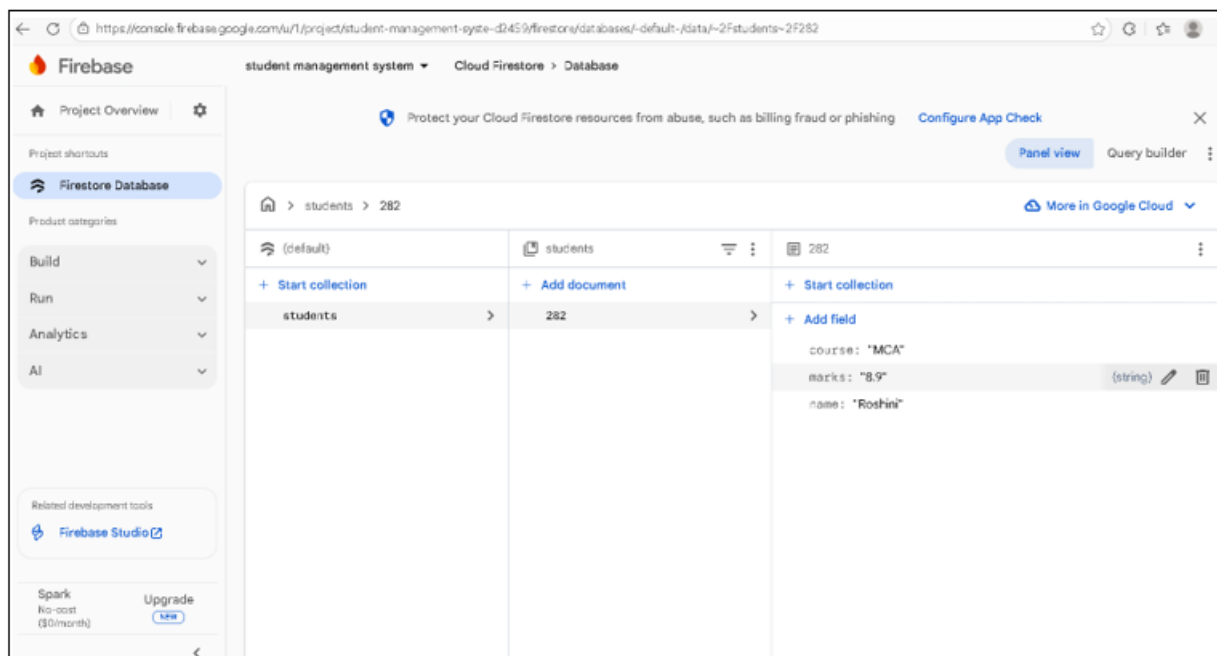 https://console.firebase.google.com/u/1/project/student-management-syste-d2459/firestore/databases/-default-/data/~2Fstudents~2F282
Firebase
student management system
Cloud Firestore > Database
Project Overview
Protect your Cloud Firestore resources from abuse, such as billing fraud or phishing
Configure App Check
Project shortcuts
Panel view
Query builder
Firestore Database
> students > 282
More in Google Cloud
Product categories
(default)
students
282
Build
+ Start collection
+ Add document
+ Start collection
Run
students
282
+ Add field
Analytics
course: "MCA"
AI
marks: "8.9"
(string)
name: "Roshini"
Related development tools
Firebase Studio
Spark
No-cost
($0/month)
Upgrade
NEW